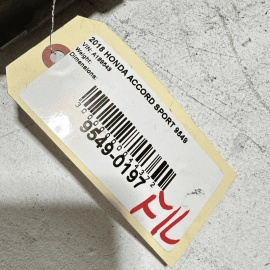 2018 HONDA ACCORD SPORT 9549
VIN: A189549
Weight:
Dimensions:
9549-0197